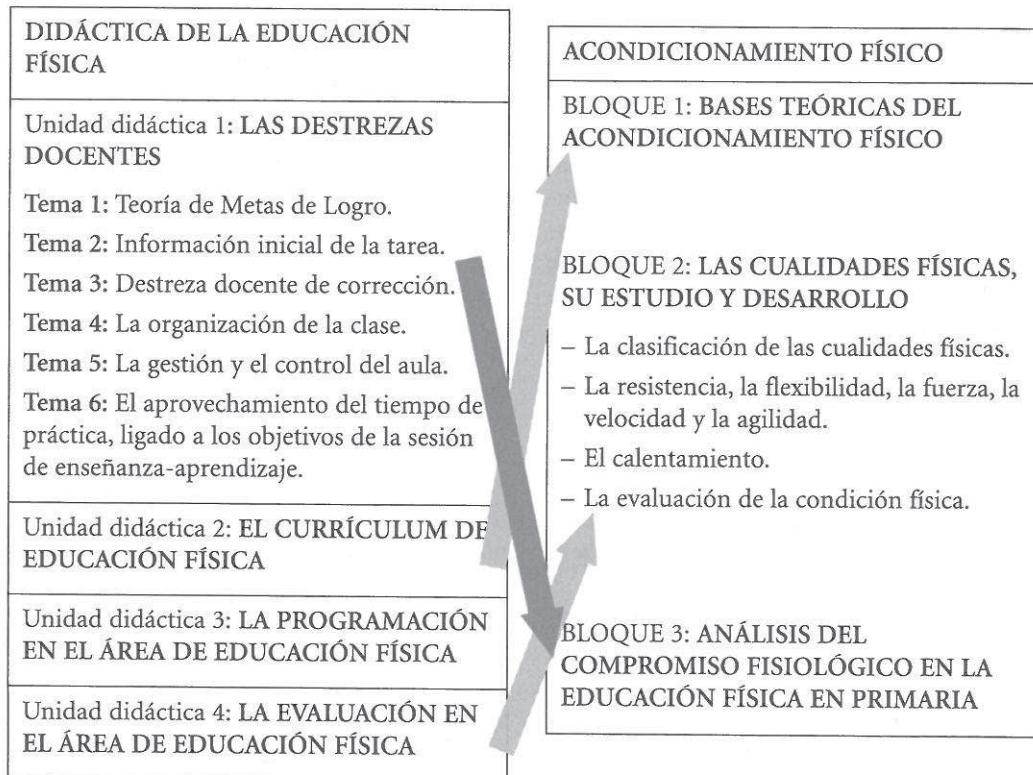 DIDÁCTICA DE LA EDUCACIÓN
FÍSICA
Unidad didáctica 1: LAS DESTREZAS
DOCENTES
Tema 1: Teoría de Metas de Logro.
Tema 2: Información inicial de la tarea.
Tema 3: Destreza docente de corrección.
Tema 4: La organización de la clase.
Tema 5: La gestión y el control del aula.
Tema 6: El aprovechamiento del tiempo de
práctica, ligado a los objetivos de la sesión
de enseñanza-aprendizaje.
Unidad didáctica 2: EL CURRÍCULUM DE
EDUCACIÓN FÍSICA
Unidad didáctica 3: LA PROGRAMACIÓN
EN EL ÁREA DE EDUCACIÓN FÍSICA
Unidad didáctica 4: LA EVALUACIÓN EN
EL ÁREA DE EDUCACIÓN FÍSICA
ACONDICIONAMIENTO FÍSICO
BLOQUE 1: BASES TEÓRICAS DEL
ACONDICIONAMIENTO FÍSICO
BLOQUE 2: LAS CUALIDADES FÍSICAS,
SU ESTUDIO Y DESARROLLO
– La clasificación de las cualidades físicas.
– La resistencia, la flexibilidad, la fuerza, la
velocidad y la agilidad.
– El calentamiento.
– La evaluación de la condición física.
BLOQUE 3: ANÁLISIS DEL
COMPROMISO FISIOLÓGICO EN LA
EDUCACIÓN FÍSICA EN PRIMARIA